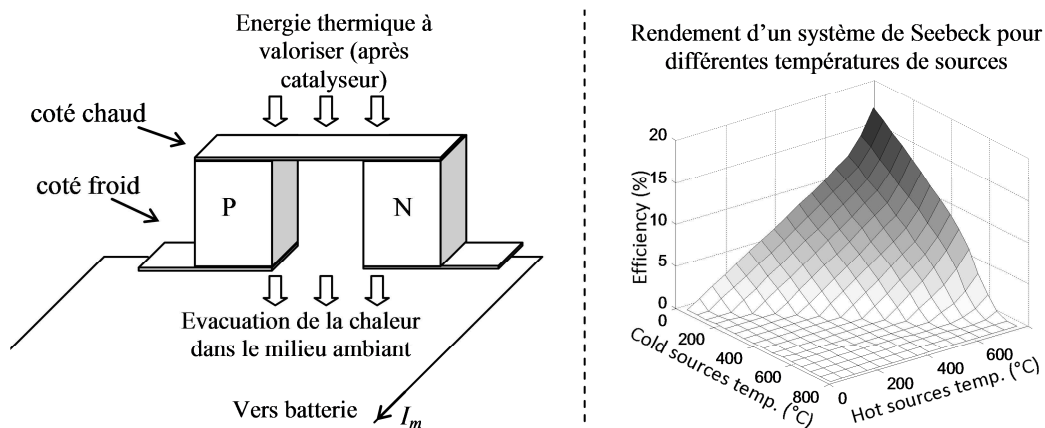 Energie thermique à
valoriser (après
catalyseur)
coté chaud
coté froid
P
N
Evacuation de la chaleur
dans le milieu ambiant
Vers batterie
Im
Rendement d'un système de Seebeck pour
différentes températures de sources
20
15
10
5
0
Efficiency (%)
0
200
400
600
800
Cold sources temp. (°C)
0
200
400
600
Hot sources temp. (°C)